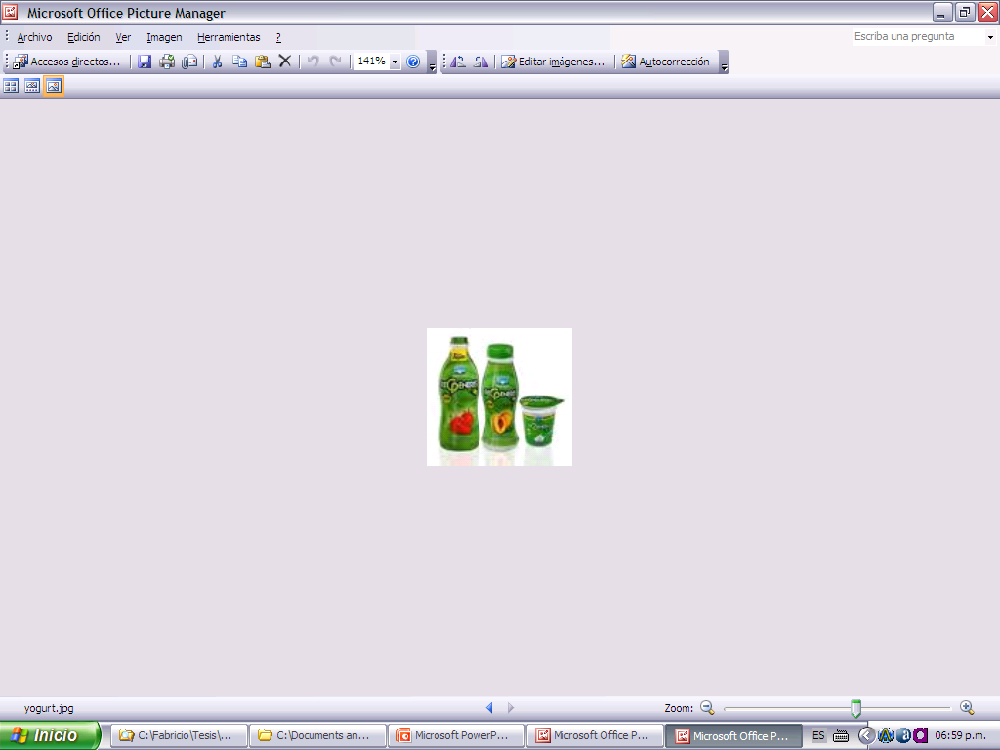 Microsoft Office Picture Manager
Archivo Edición Ver Imagen Herramientas ? Escriba una pregunta
Accesos directos... 141% Editar imágenes... Autocorrección
yogurt.jpg Zoom:
Inicio C:\Fabricio\Tesis\... C:\Documents an... Microsoft PowerP... Microsoft Office P... Microsoft Office P... ES 06:59 p.m.